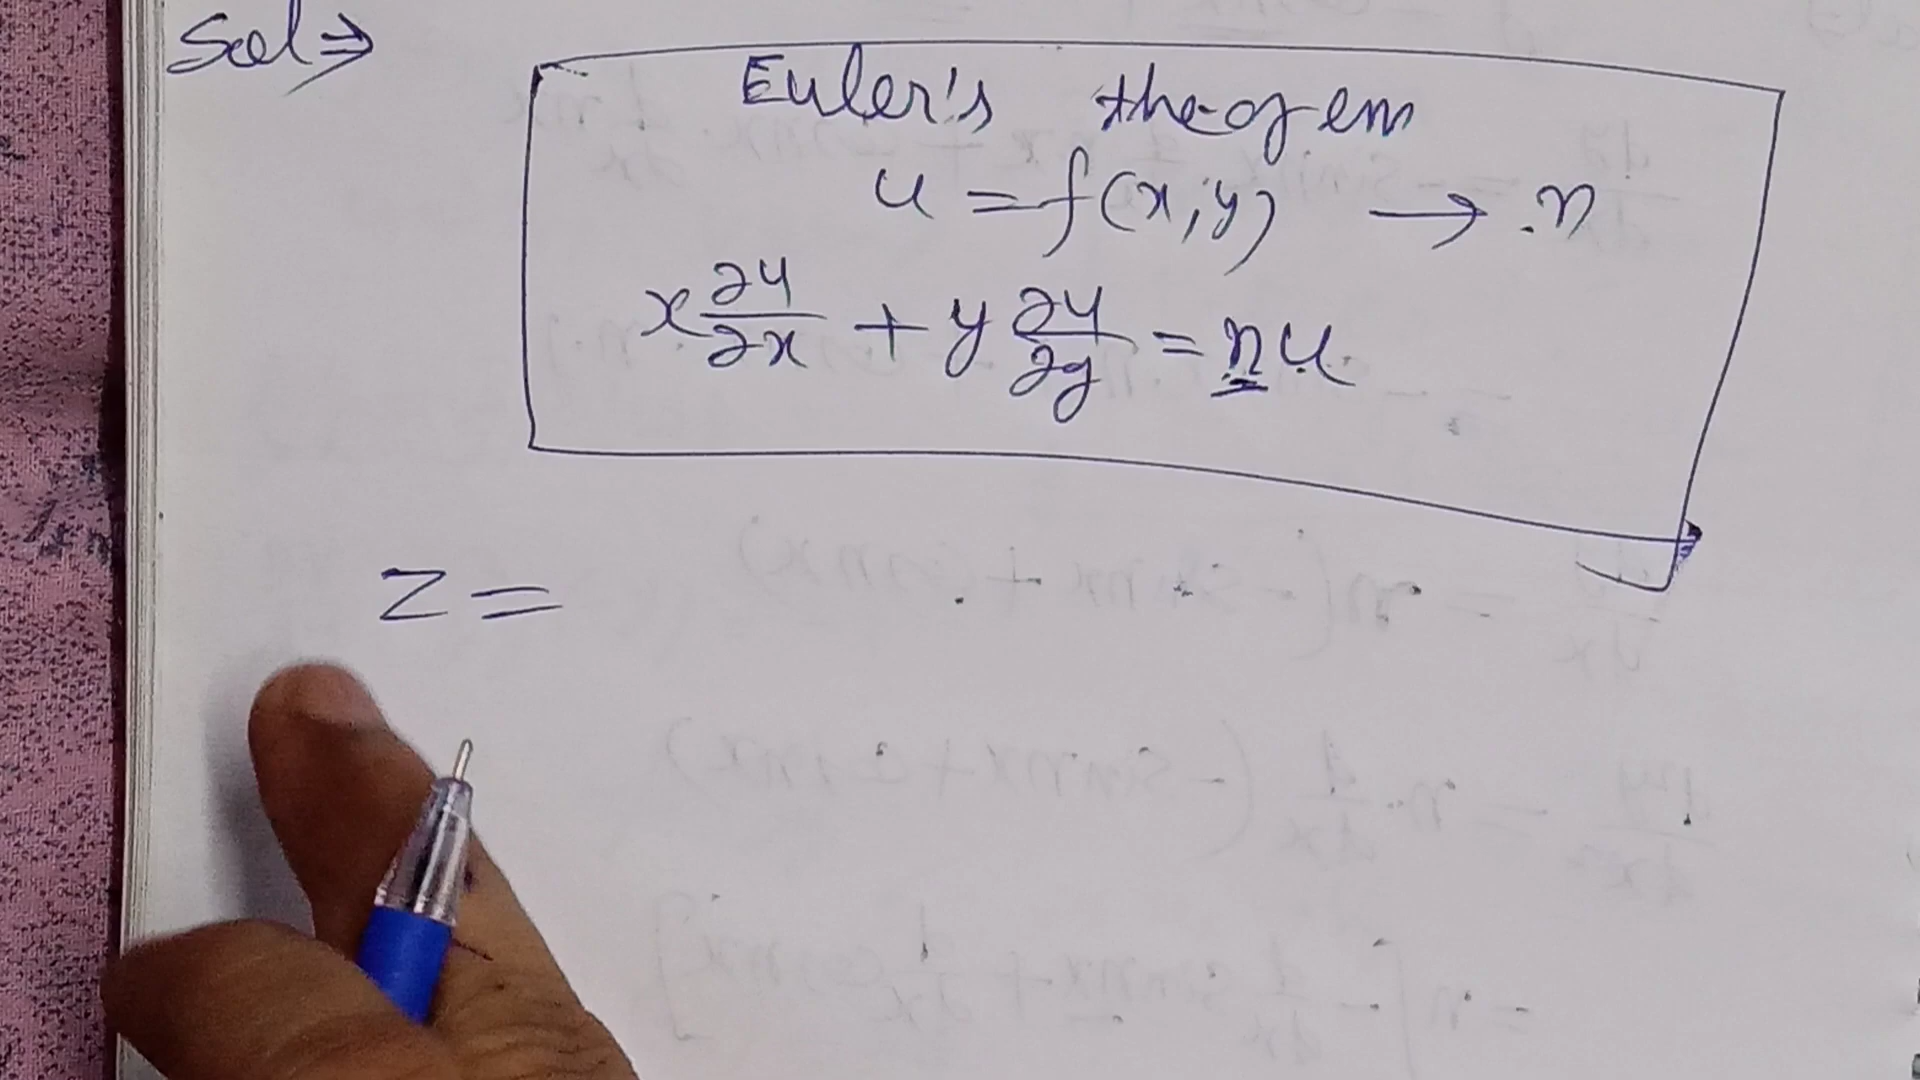 Sol ⇒
Euler's theorem
u = f(x,y) → n
x ∂u/∂x + y ∂u/∂y = nu
z =